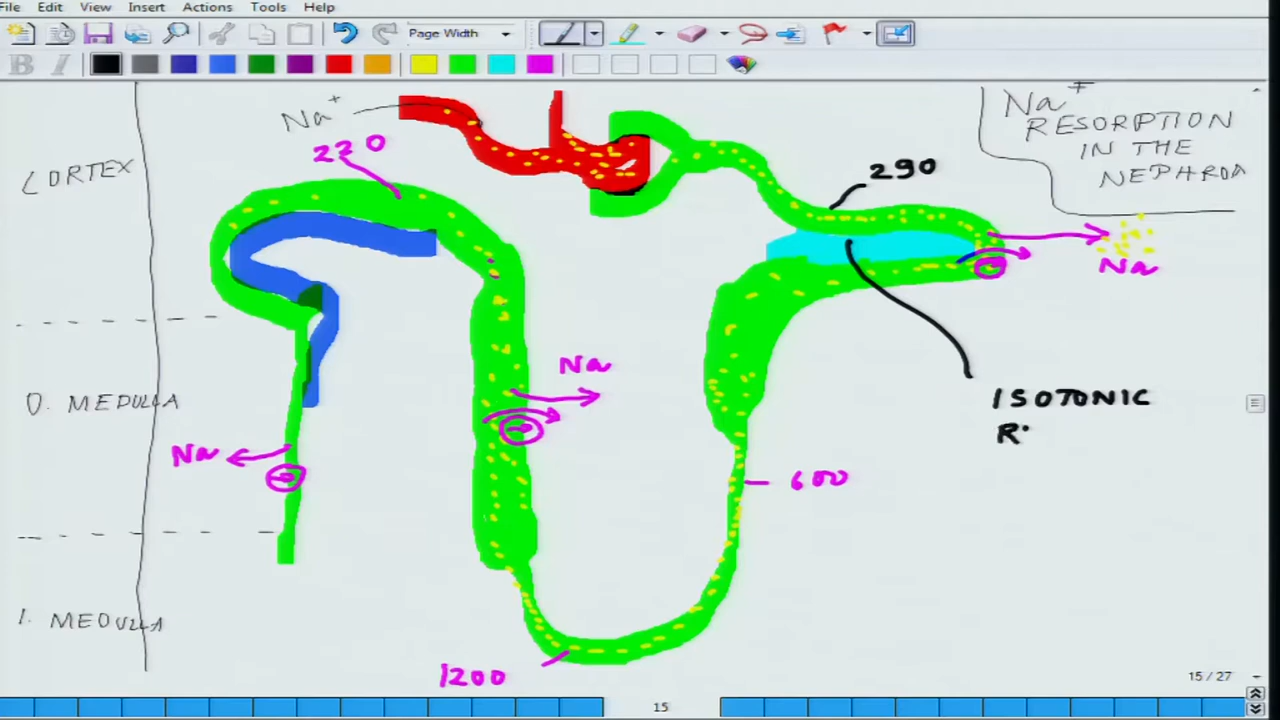 File Edit View Insert Actions Tools Help
Page Width
B I
Na+
RESORPTION
IN THE
NEPHRON
Na+
220
CORTEX
290
Na
Na
O. MEDULLA
ISOTONIC
R
Na
600
I. MEDULLA
1200
15 / 27
15